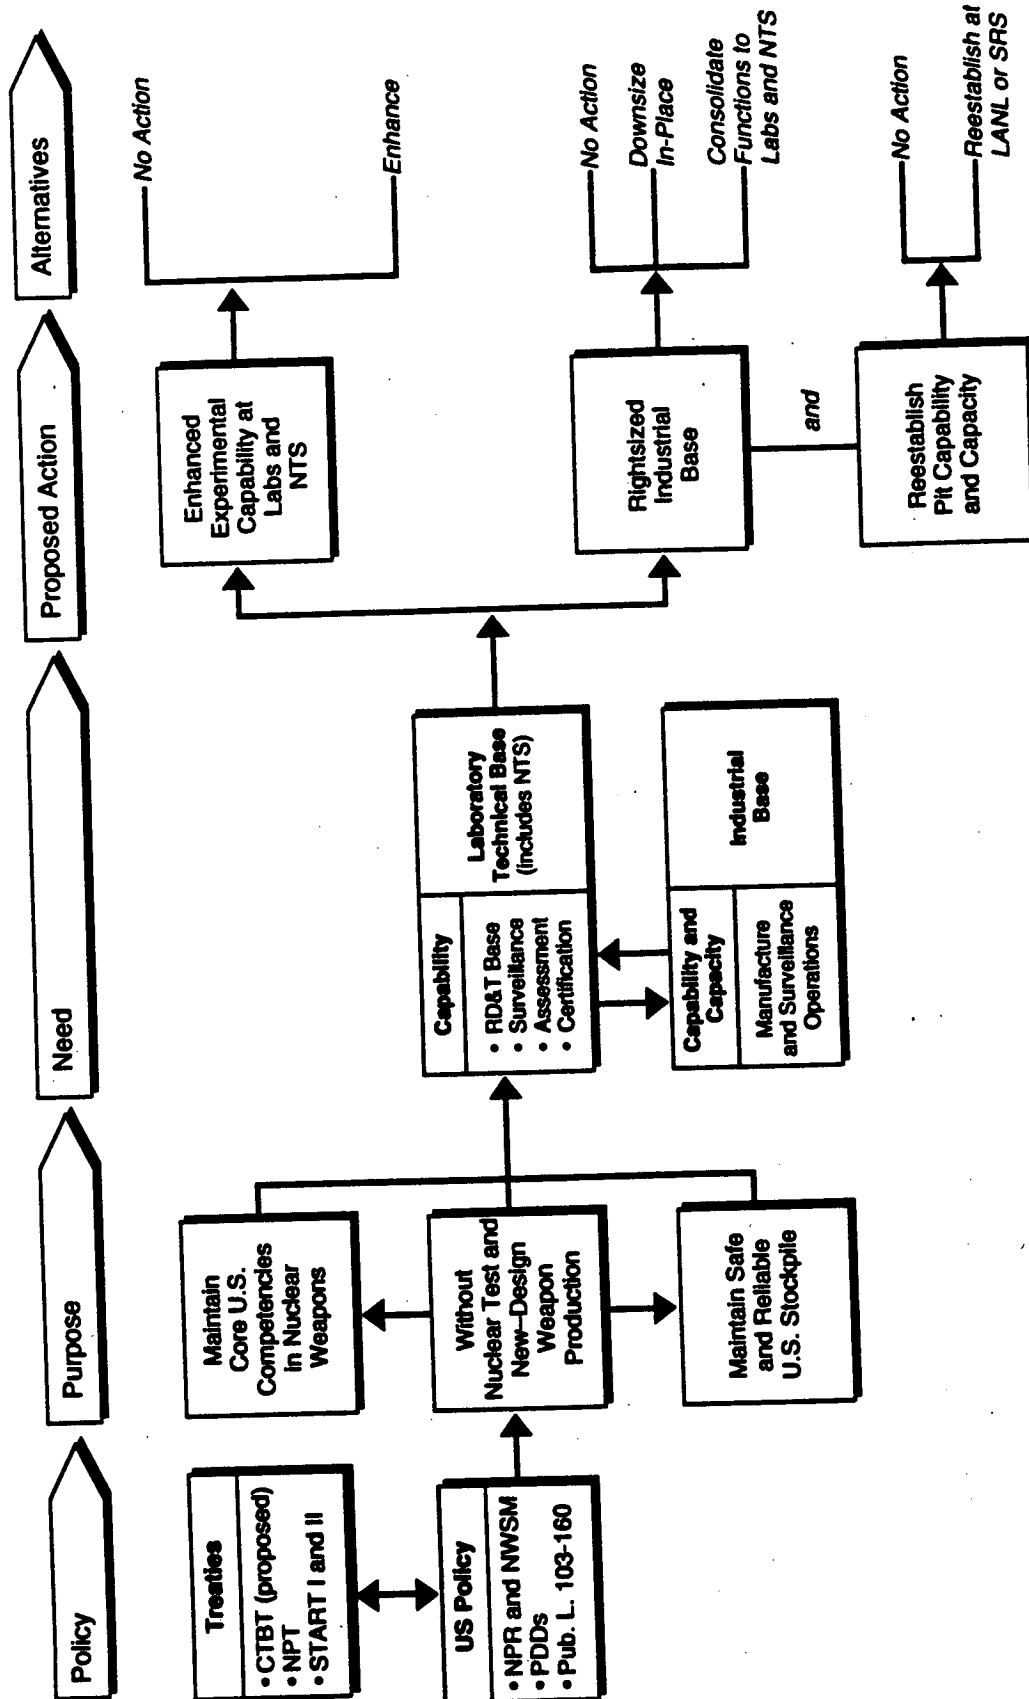 Policy
Purpose
Need
Proposed Action
Alternatives
Treaties
• CTBT (proposed)
• NPT
• START I and II
US Policy
• NPR and NWSM
• PDDs
• Pub. L. 103-160
Maintain
Core U.S.
Competencies
in Nuclear
Weapons
Without
Nuclear Test and
New–Design
Weapon
Production
Maintain Safe
and Reliable
U.S. Stockpile
Capability
• RD&T Base
• Surveillance
• Assessment
• Certification
Laboratory
Technical Base
(includes NTS)
Capability and
Capacity
Manufacture
and Surveillance
Operations
Industrial
Base
Enhanced
Experimental
Capability at
Labs and
NTS
Rightsized
Industrial
Base
and
Reestablish
Pit Capability
and Capacity
No Action
Enhance
No Action
Downsize
In-Place
Consolidate
Functions to
Labs and NTS
No Action
Reestablish at
LANL or SRS